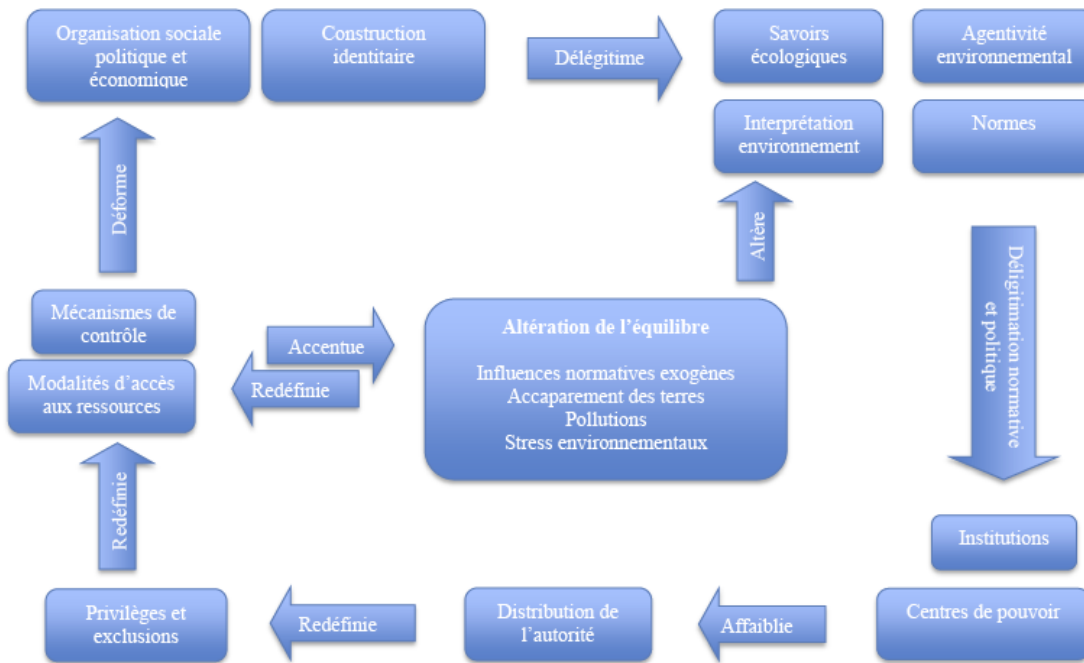 Organisation sociale
politique et
économique
Construction
identitaire
Délégitime
Savoirs
écologiques
Agentivité
environnemental
Interprétation
environnement
Normes
Déforme
Altère
Déligitimation normative
et politique
Mécanismes de
contrôle
Modalités d'accès
aux ressources
Accentue
Redéfinie
Altération de l'équilibre
Influences normatives exogènes
Accaparement des terres
Pollutions
Stress environnementaux
Redéfinie
Institutions
Privilèges et
exclusions
Redéfinie
Distribution de
l'autorité
Affaiblie
Centres de pouvoir